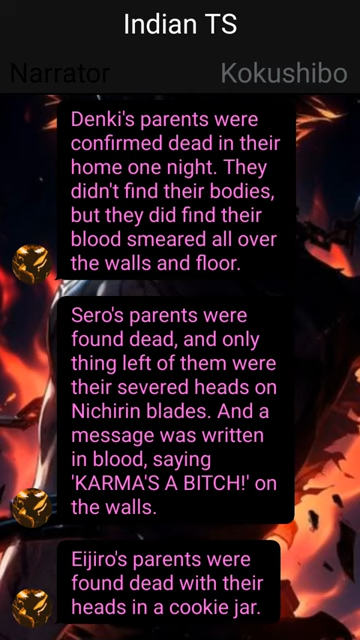 Indian TS
Narrator
Kokushibo
Denki's parents were
confirmed dead in their
home one night. They
didn't find their bodies,
but they did find their
blood smeared all over
the walls and floor.
Sero's parents were
found dead, and only
thing left of them were
their severed heads on
Nichirin blades. And a
message was written
in blood, saying
'KARMA'S A BITCH!' on
the walls.
Eijiro's parents were
found dead with their
heads in a cookie jar.